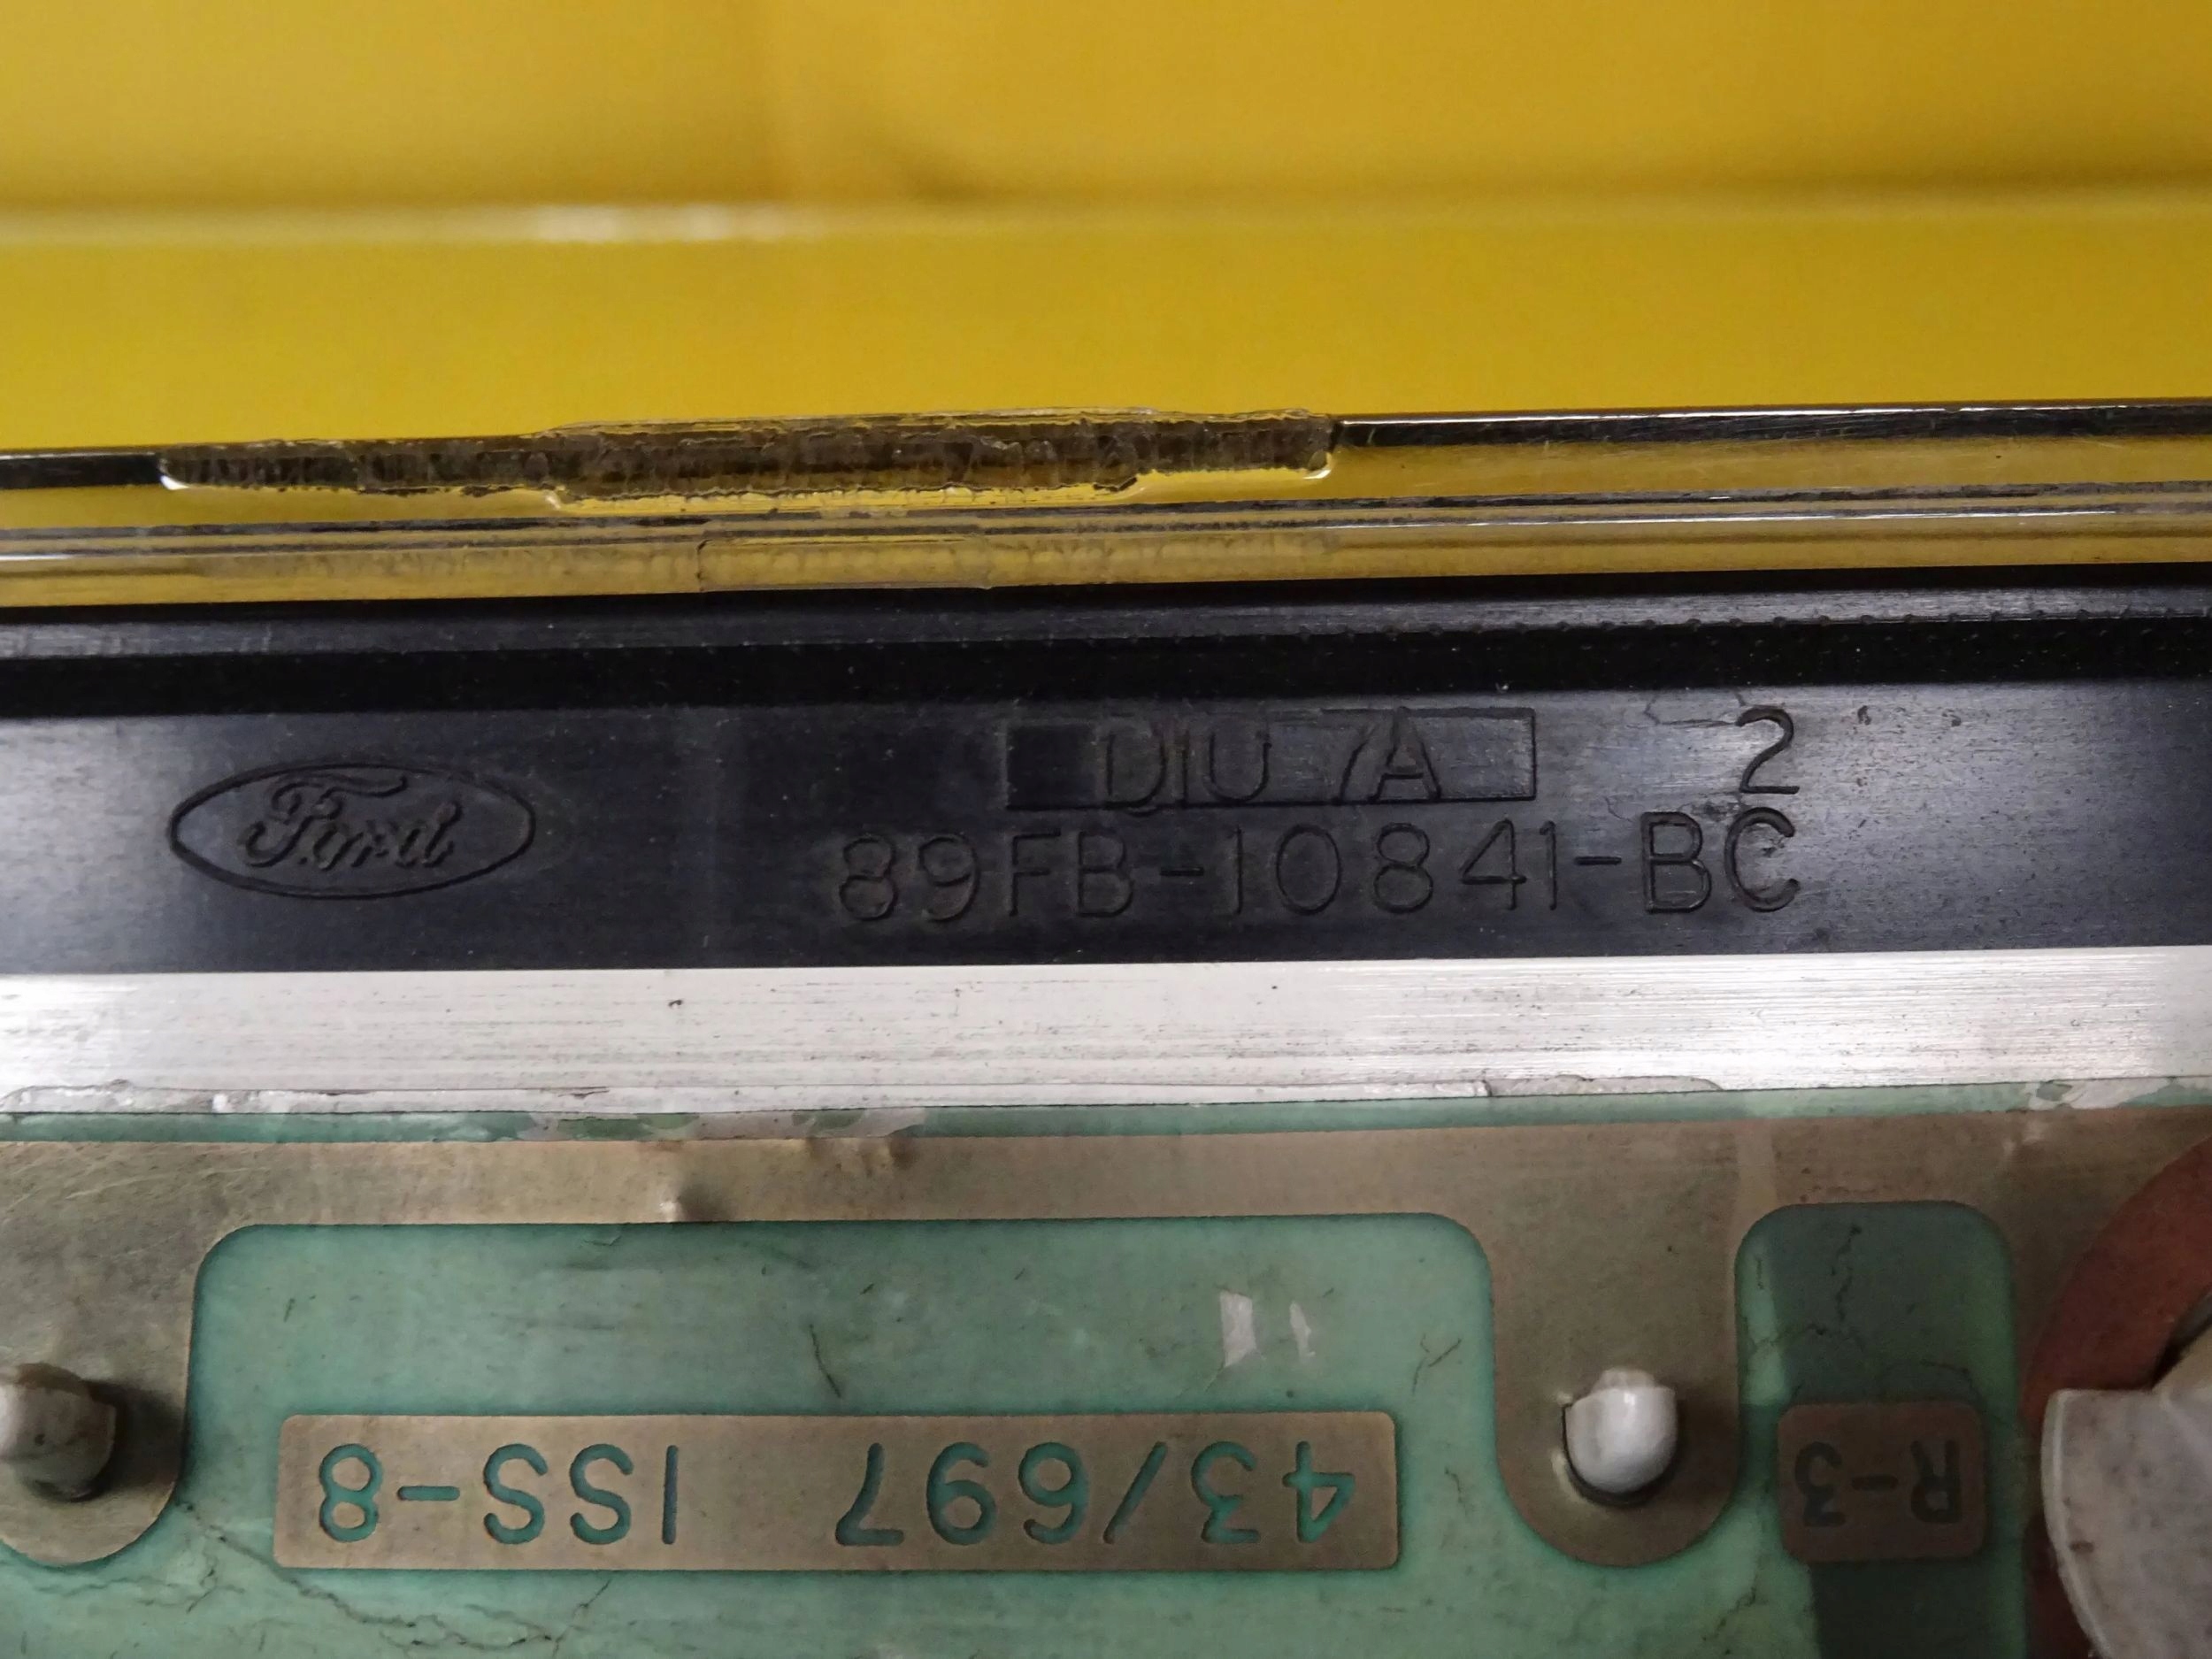 Ford
DIU 7A 2
89FB-10841-BC
43/697 ISS-8
R-3